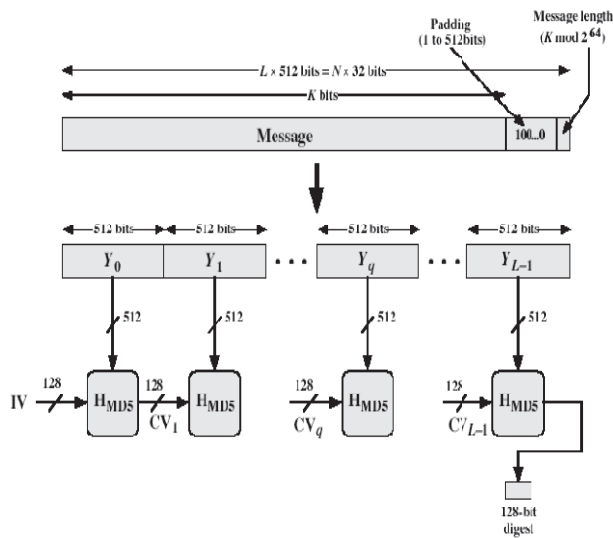 Padding
(1 to 512bits)
Message length
(K mod 2^64)
L × 512 bits = N × 32 bits
K bits
Message
100...0
512 bits
512 bits
512 bits
512 bits
Y0
Y1
Yq
YL–1
512
512
512
512
IV
128
HMD5
128
CV1
HMD5
128
CVq
HMD5
128
CVL–1
HMD5
128-bit
digest